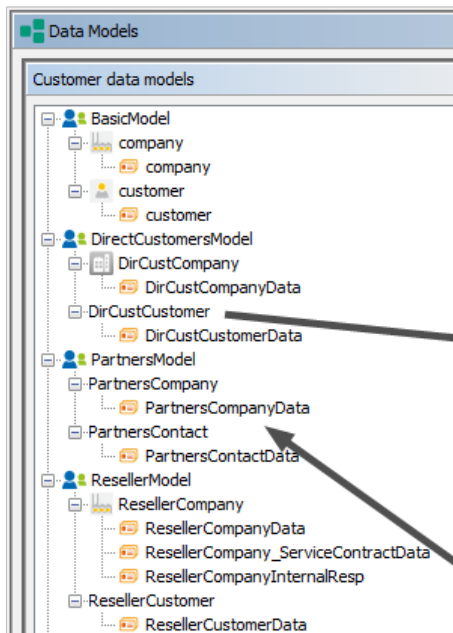 Data Models
Customer data models
BasicModel
company
company
customer
customer
DirectCustomersModel
DirCustCompany
DirCustCompanyData
DirCustCustomer
DirCustCustomerData
PartnersModel
PartnersCompany
PartnersCompanyData
PartnersContact
PartnersContactData
ResellerModel
ResellerCompany
ResellerCompanyData
ResellerCompany_ServiceContractData
ResellerCompanyInternalResp
ResellerCustomer
ResellerCustomerData